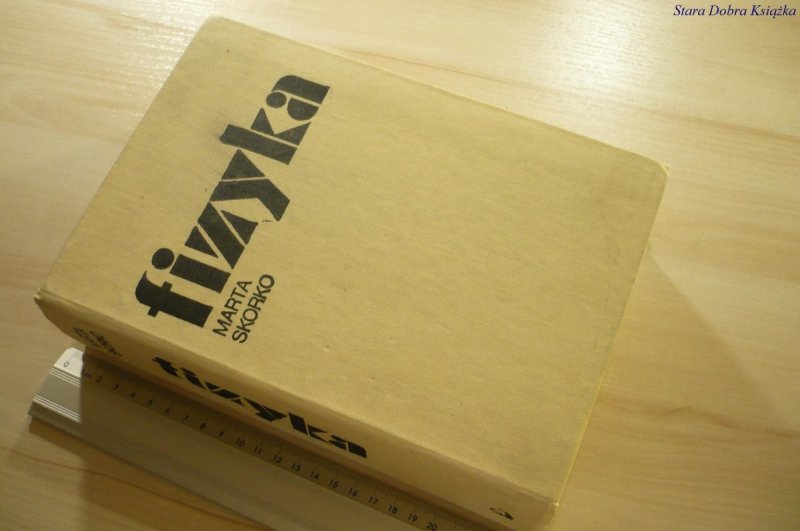 Stara Dobra Książka
fizyka
MARTA
SKORKO
fizyka
0 2 3 4 5 6 7 8 9 10 11 12 13 14 15 16 17 18 19 20